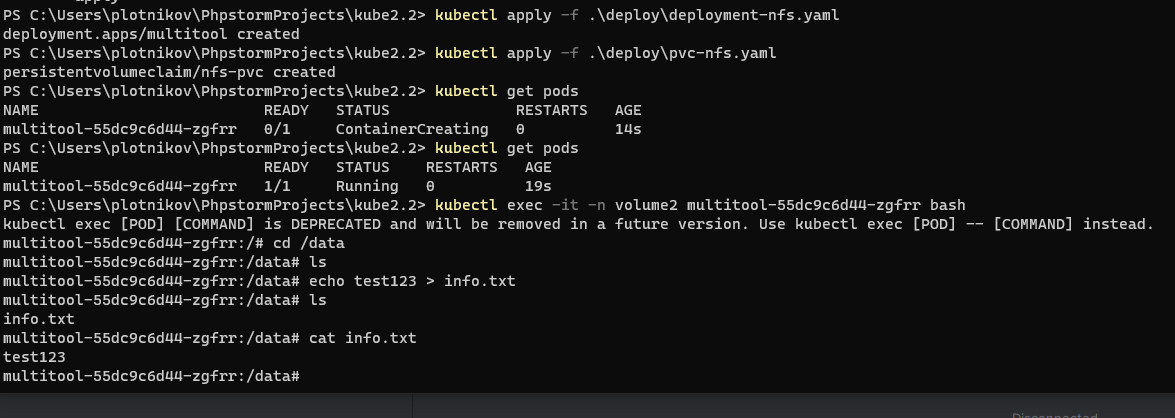 PS C:\Users\plotnikov\PhpstormProjects\kube2.2> kubectl apply -f .\deploy\deployment-nfs.yaml
deployment.apps/multitool created
PS C:\Users\plotnikov\PhpstormProjects\kube2.2> kubectl apply -f .\deploy\pvc-nfs.yaml
persistentvolumeclaim/nfs-pvc created
PS C:\Users\plotnikov\PhpstormProjects\kube2.2> kubectl get pods
NAME                         READY   STATUS              RESTARTS   AGE
multitool-55dc9c6d44-zgfrr   0/1     ContainerCreating   0          14s
PS C:\Users\plotnikov\PhpstormProjects\kube2.2> kubectl get pods
NAME                         READY   STATUS    RESTARTS   AGE
multitool-55dc9c6d44-zgfrr   1/1     Running   0          19s
PS C:\Users\plotnikov\PhpstormProjects\kube2.2> kubectl exec -it -n volume2 multitool-55dc9c6d44-zgfrr bash
kubectl exec [POD] [COMMAND] is DEPRECATED and will be removed in a future version. Use kubectl exec [POD] -- [COMMAND] instead.
multitool-55dc9c6d44-zgfrr:/# cd /data
multitool-55dc9c6d44-zgfrr:/data# ls
multitool-55dc9c6d44-zgfrr:/data# echo test123 > info.txt
multitool-55dc9c6d44-zgfrr:/data# ls
info.txt
multitool-55dc9c6d44-zgfrr:/data# cat info.txt
test123
multitool-55dc9c6d44-zgfrr:/data#